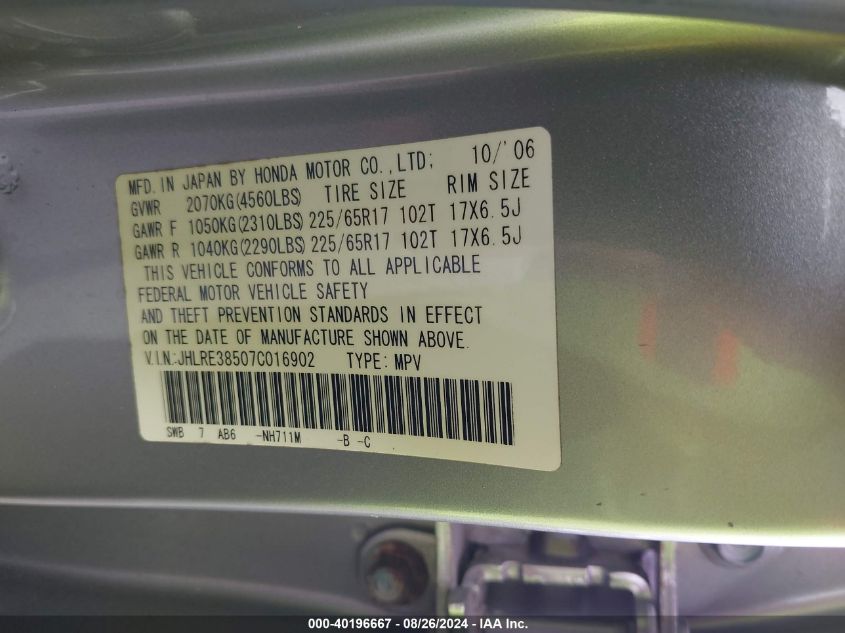 MFD. IN JAPAN BY HONDA MOTOR CO.,LTD; 10/'06
GVWR 2070KG(4560LBS) TIRE SIZE RIM SIZE
GAWR F 1050KG(2310LBS) 225/65R17 102T 17X6.5J
GAWR R 1040KG(2290LBS) 225/65R17 102T 17X6.5J
THIS VEHICLE CONFORMS TO ALL APPLICABLE
FEDERAL MOTOR VEHICLE SAFETY
AND THEFT PREVENTION STANDARDS IN EFFECT
ON THE DATE OF MANUFACTURE SHOWN ABOVE.
V.I.N:JHLRE38507C016902 TYPE: MPV
SWB 7 AB6 -NH711M -B -C
000-40196667 - 08/26/2024 - IAA Inc.